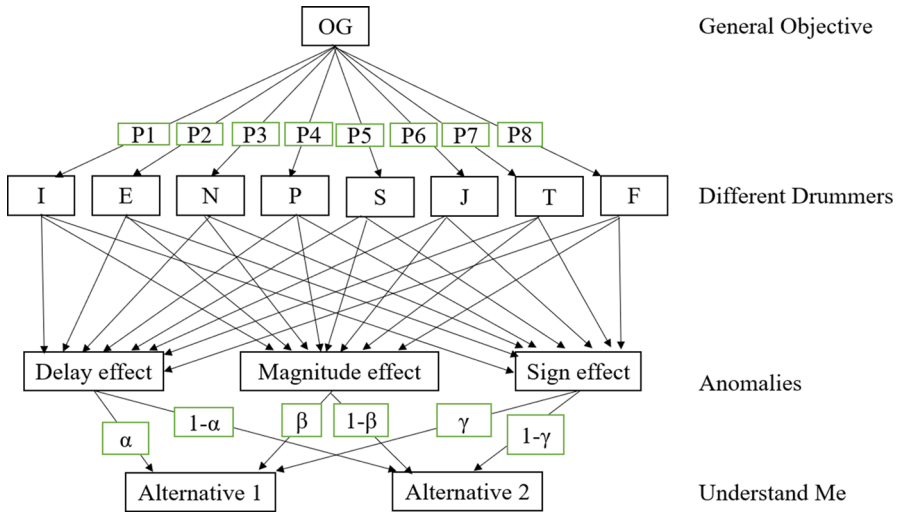 OG
General Objective
P1 P2 P3 P4 P5 P6 P7 P8
I E N P S J T F
Different Drummers
Delay effect
Magnitude effect
Sign effect
Anomalies
α
1-α
β
1-β
γ
1-γ
Alternative 1
Alternative 2
Understand Me